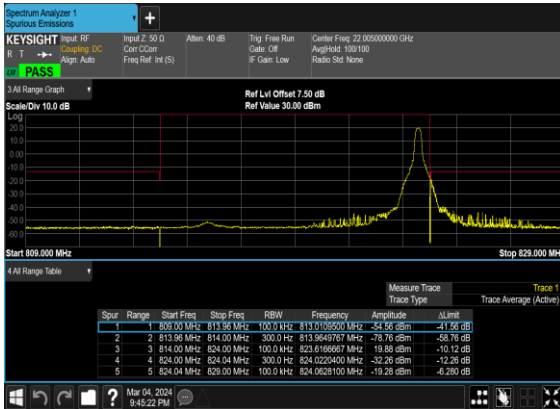 Spectrum Analyzer 1
Spurious Emissions
KEYSIGHT
R T
Input: RF
Coupling: DC
Align: Auto
Input Z: 50 Ω
Corr CCorr
Freq Ref: Int (S)
Atten: 40 dB
Trig: Free Run
Gate: Off
IF Gain: Low
Center Freq: 22.005000000 GHz
Avg|Hold: 100/100
Radio Std: None
PASS
3 All Range Graph
Scale/Div 10.0 dB
Ref Lvl Offset 7.50 dB
Ref Value 30.00 dBm
Log
20.0
10.0
0.00
-10.0
-20.0
-30.0
-40.0
-50.0
-60.0
Start 809.000 MHz
Stop 829.000 MH
4 All Range Table
Measure Trace Trace 1
Trace Type Trace Average (Active)
Spur Range Start Freq Stop Freq RBW Frequency Amplitude ΔLimit
1 1 809.00 MHz 813.96 MHz 100.0 kHz 813.0109500 MHz -54.56 dBm -41.56 dB
2 2 813.96 MHz 814.00 MHz 300.0 Hz 813.9649767 MHz -78.76 dBm -58.76 dB
3 3 814.00 MHz 824.00 MHz 100.0 kHz 823.6166667 MHz 19.88 dBm -10.12 dB
4 4 824.00 MHz 824.04 MHz 300.0 Hz 824.0220400 MHz -32.26 dBm -12.26 dB
5 5 824.04 MHz 829.00 MHz 100.0 kHz 824.0628100 MHz -19.28 dBm -6.280 dB
?
Mar 04, 2024
9:45:22 PM